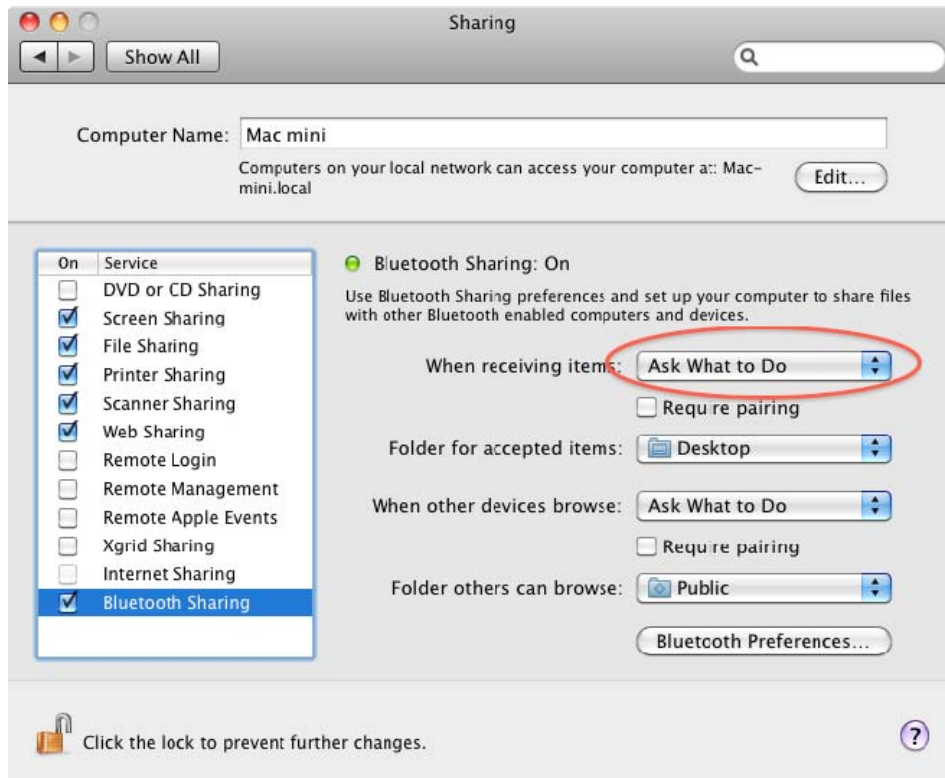 Sharing
Show All
Computer Name: Mac mini
Computers on your local network can access your computer at: Mac-
mini.local
Edit...
On Service
DVD or CD Sharing
Screen Sharing
File Sharing
Printer Sharing
Scanner Sharing
Web Sharing
Remote Login
Remote Management
Remote Apple Events
Xgrid Sharing
Internet Sharing
Bluetooth Sharing
Bluetooth Sharing: On
Use Bluetooth Sharing preferences and set up your computer to share files
with other Bluetooth enabled computers and devices.
When receiving items: Ask What to Do
Require pairing
Folder for accepted items: Desktop
When other devices browse: Ask What to Do
Require pairing
Folder others can browse: Public
Bluetooth Preferences...
Click the lock to prevent further changes.
?